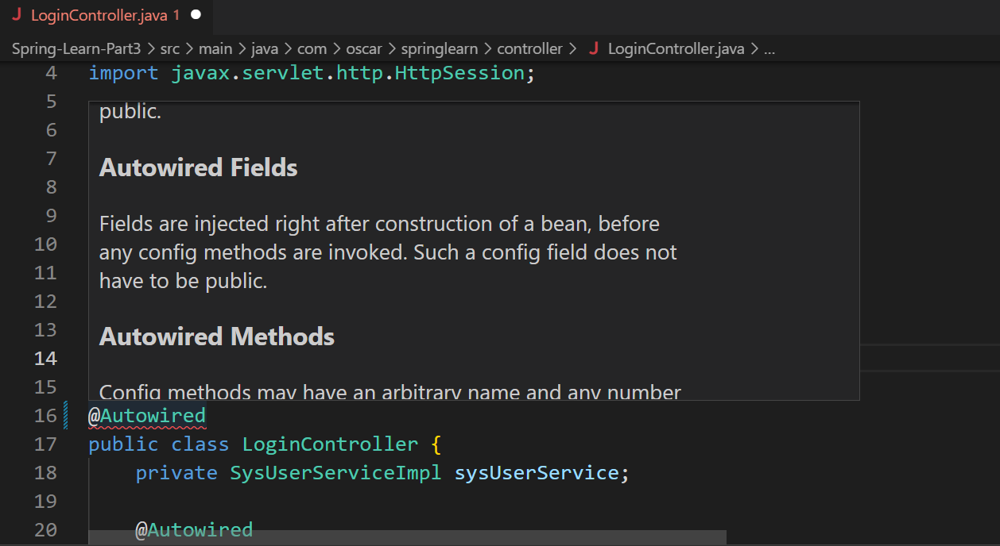 J LoginController.java 1
Spring-Learn-Part3 > src > main > java > com > oscar > springlearn > controller > J LoginController.java > ...
4 import javax.servlet.http.HttpSession;
5
public.
6
7 Autowired Fields
8
9 Fields are injected right after construction of a bean, before
10 any config methods are invoked. Such a config field does not
11 have to be public.
12
13 Autowired Methods
14
15 Config methods may have an arbitrary name and any number
16 @Autowired
17 public class LoginController {
18 private SysUserServiceImpl sysUserService;
19
20 @Autowired